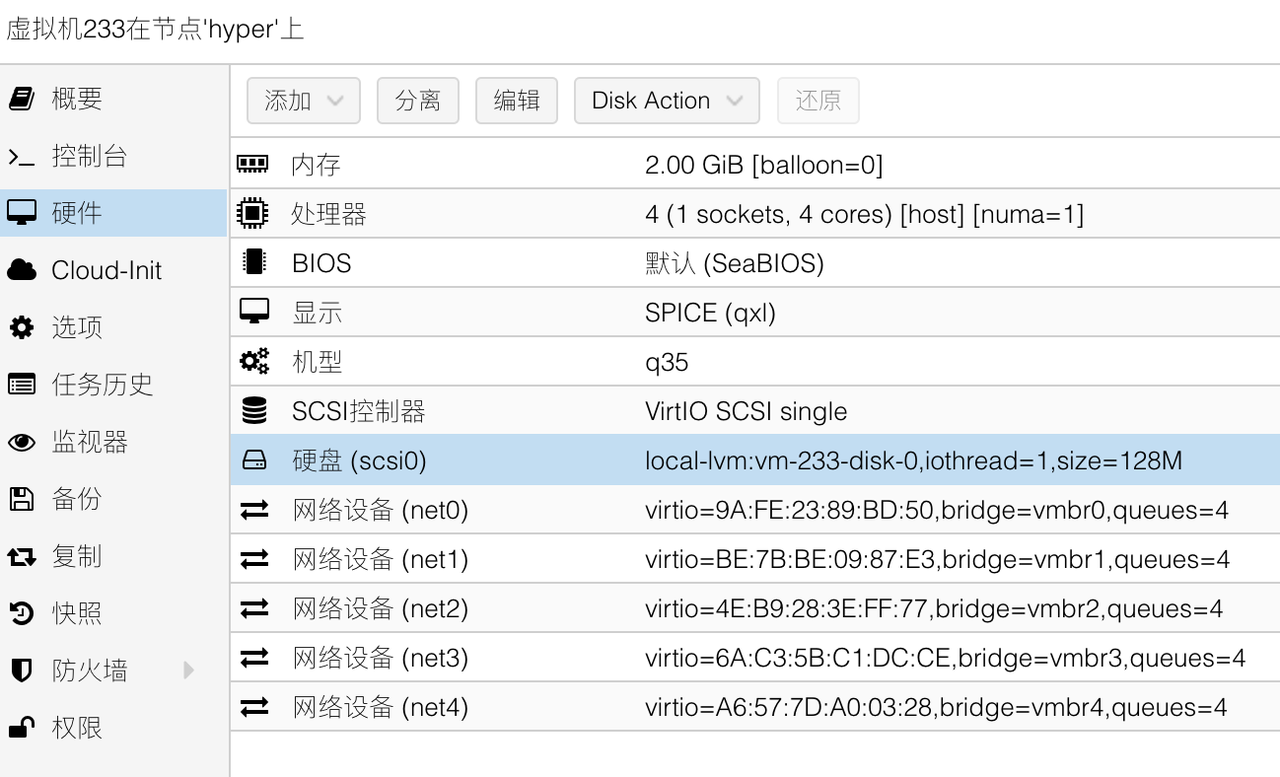 虚拟机233在节点'hyper'上
概要
控制台
硬件
Cloud-Init
选项
任务历史
监视器
备份
复制
快照
防火墙
权限
添加 分离 编辑 Disk Action 还原
内存 2.00 GiB [balloon=0]
处理器 4 (1 sockets, 4 cores) [host] [numa=1]
BIOS 默认 (SeaBIOS)
显示 SPICE (qxl)
机型 q35
SCSI控制器 VirtIO SCSI single
硬盘 (scsi0) local-lvm:vm-233-disk-0,iothread=1,size=128M
网络设备 (net0) virtio=9A:FE:23:89:BD:50,bridge=vmbr0,queues=4
网络设备 (net1) virtio=BE:7B:BE:09:87:E3,bridge=vmbr1,queues=4
网络设备 (net2) virtio=4E:B9:28:3E:FF:77,bridge=vmbr2,queues=4
网络设备 (net3) virtio=6A:C3:5B:C1:DC:CE,bridge=vmbr3,queues=4
网络设备 (net4) virtio=A6:57:7D:A0:03:28,bridge=vmbr4,queues=4